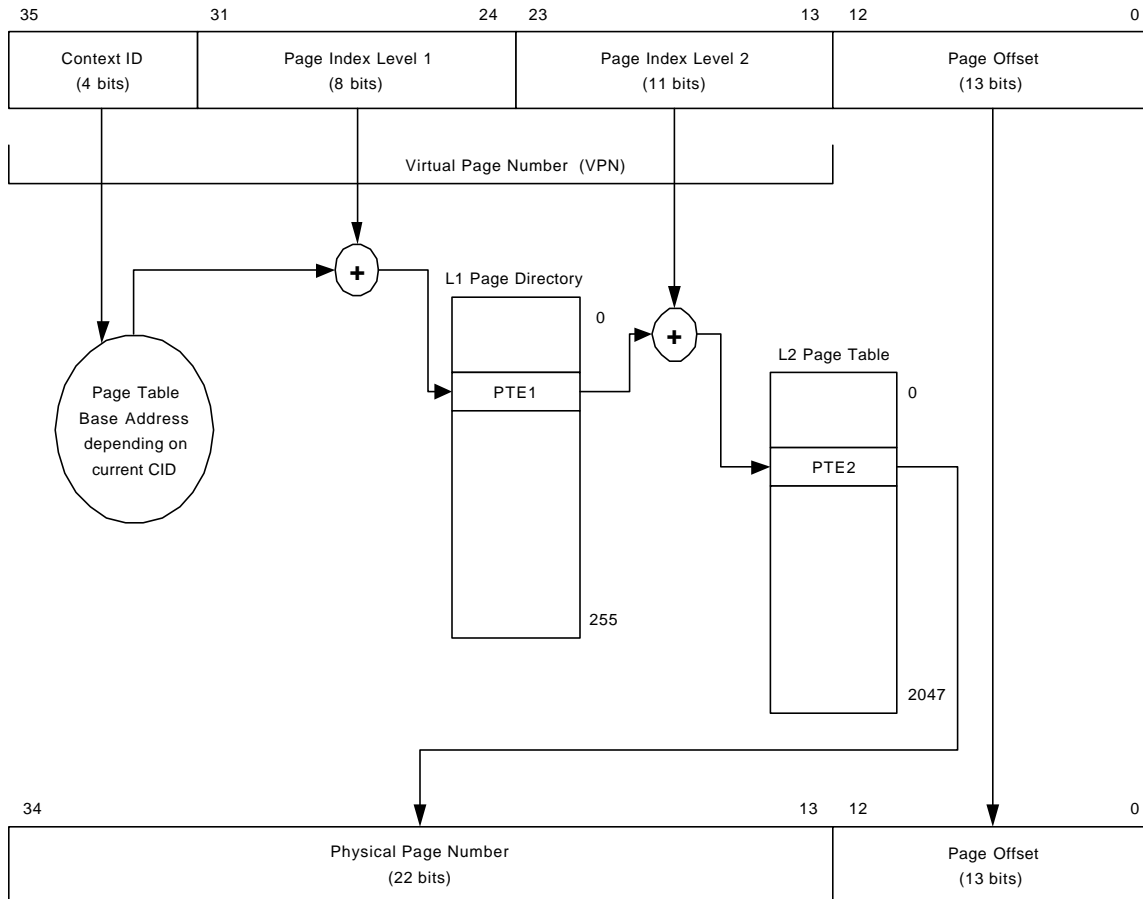 35 31 24 23 13 12 0
Context ID Page Index Level 1 Page Index Level 2 Page Offset
(4 bits) (8 bits) (11 bits) (13 bits)
Virtual Page Number (VPN)
+
L1 Page Directory
0
+
L2 Page Table
Page Table
Base Address
depending on
current CID
PTE1
0
PTE2
255
2047
34 13 12 0
Physical Page Number Page Offset
(22 bits) (13 bits)